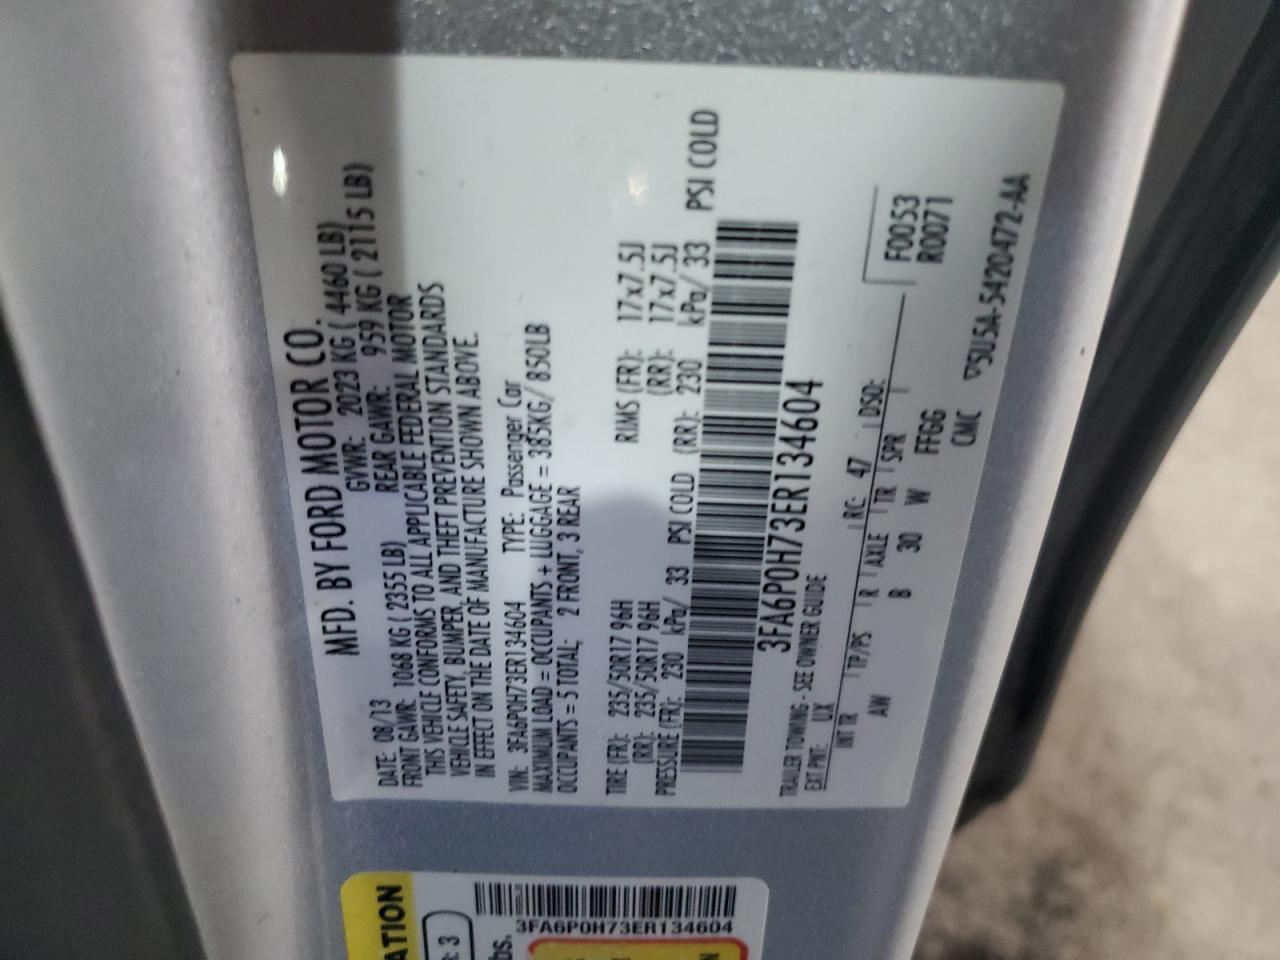 MFD. BY FORD MOTOR CO.
DATE: 08/13 GVWR: 2023 KG ( 4460 LB)
FRONT GAWR: 1068 KG ( 2355 LB) REAR GAWR: 959 KG ( 2115 LB)
THIS VEHICLE CONFORMS TO ALL APPLICABLE FEDERAL MOTOR
VEHICLE SAFETY, BUMPER, AND THEFT PREVENTION STANDARDS
IN EFFECT ON THE DATE OF MANUFACTURE SHOWN ABOVE.
VIN: 3FA6P0H73ER134604 TYPE: Passenger Car
MAXIMUM LOAD = OCCUPANTS + LUGGAGE = 385KG/ 850LB
OCCUPANTS = 5 TOTAL; 2 FRONT, 3 REAR
TIRE (FR): 235/50R17 96H RIMS (FR): 17x7.5J
(RR): 235/50R17 96H (RR): 17x7.5J
PRESSURE (FR): 230 kPa/ 33 PSI COLD (RR): 230 kPa/ 33 PSI COLD
3FA6P0H73ER134604
TRAILER TOWING - SEE OWNER GUIDE
EXT PNT: UX RC: 47 DSO: F0053
R0071
INT TR TP/PS R AXLE TR SPR
AW B 30 W FFGG
CMC ▽5U5A-5420472-AA
3FA6P0H73ER134604
ATION
: 3
bs.